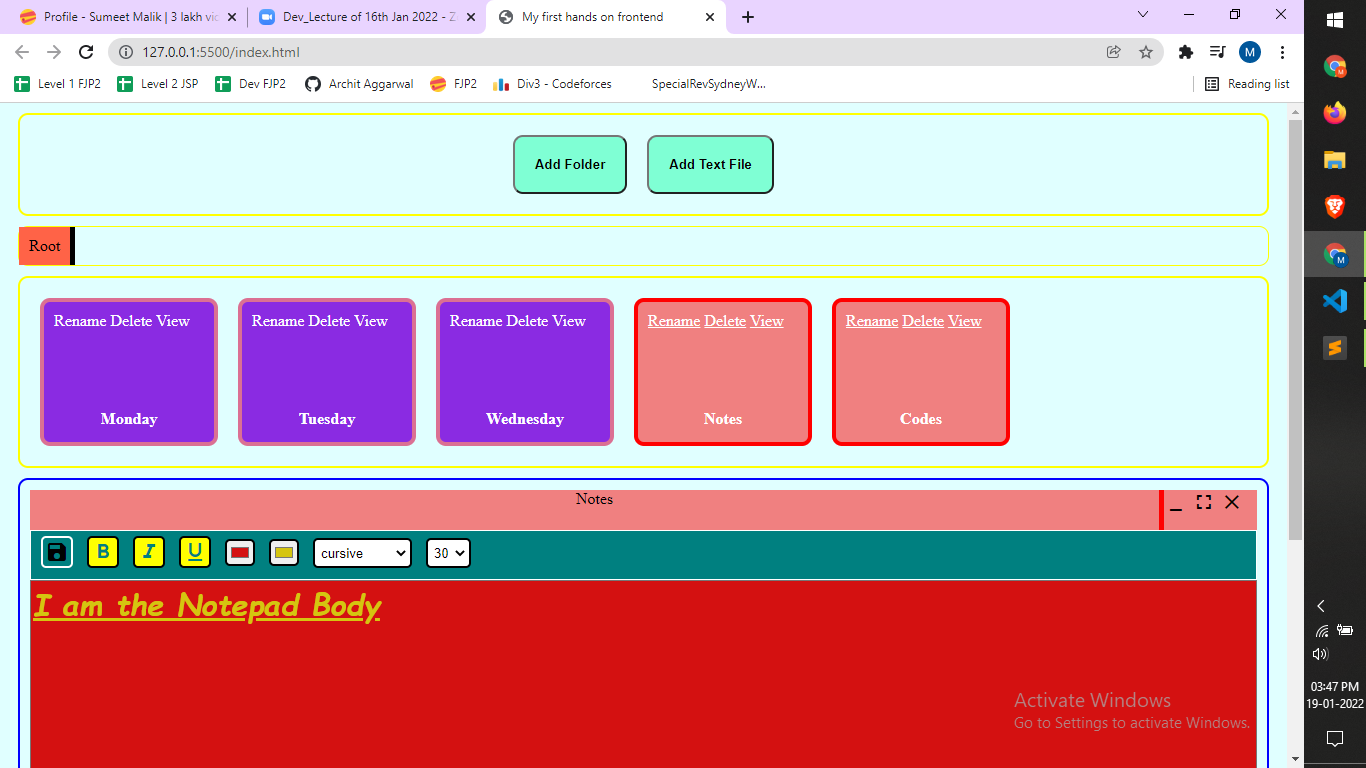 Profile - Sumeet Malik | 3 lakh vic
Dev_Lecture of 16th Jan 2022 - Z
My first hands on frontend
127.0.0.1:5500/index.html
M
Level 1 FJP2
Level 2 JSP
Dev FJP2
Archit Aggarwal
FJP2
Div3 - Codeforces
SpecialRevSydneyW...
Reading list
Add Folder
Add Text File
Root
Rename Delete View
Monday
Rename Delete View
Tuesday
Rename Delete View
Wednesday
Rename Delete View
Notes
Rename Delete View
Codes
Notes
B I U cursive 30
I am the Notepad Body
Activate Windows
Go to Settings to activate Windows.
M
M
03:47 PM
19-01-2022